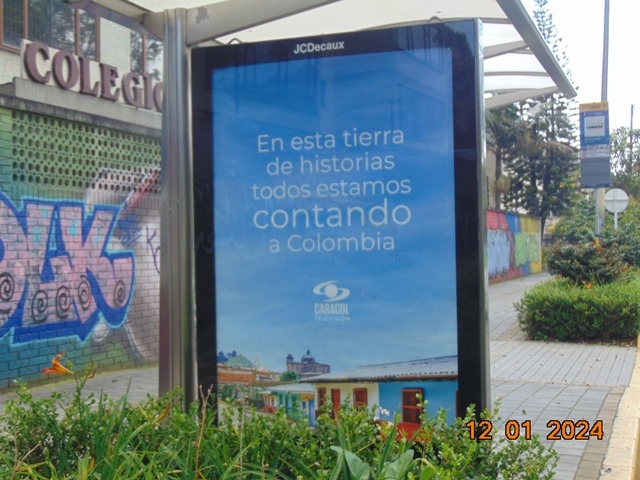 JCDecaux
COLEGIO
En esta tierra
de historias
todos estamos
contando
a Colombia
CARACOL
TELEVISIÓN
12 01 2024